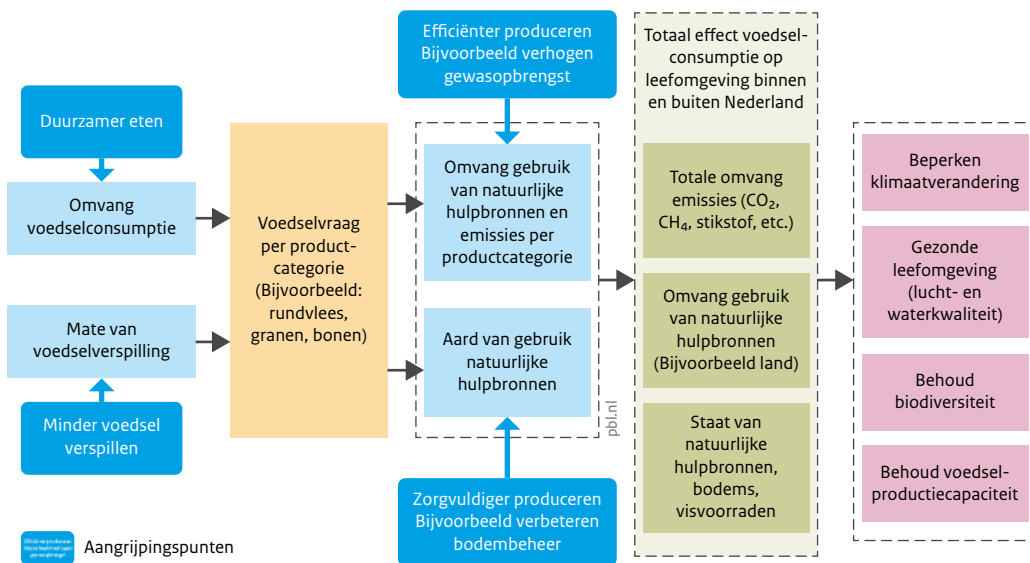 Duurzamer eten
Omvang
voedselconsumptie
Mate van
voedselverspilling
Minder voedsel
verspillen
Voedselvraag
per product-
categorie
(Bijvoorbeeld:
rundvlees,
granen, bonen)
Efficiënter produceren
Bijvoorbeeld verhogen
gewasopbrengst
Omvang gebruik
van natuurlijke
hulpbronnen en
emissies per
productcategorie
Aard van gebruik
natuurlijke
hulpbronnen
Zorgvuldiger produceren
Bijvoorbeeld verbeteren
bodembeheer
pbl.nl
Totaal effect voedsel-
consumptie op
leefomgeving binnen
en buiten Nederland
Totale omvang
emissies (CO₂,
CH₄, stikstof, etc.)
Omvang gebruik
van natuurlijke
hulpbronnen
(Bijvoorbeeld land)
Staat van
natuurlijke
hulpbronnen,
bodems,
visvoorraden
Beperken
klimaatverandering
Gezonde
leefomgeving
(lucht- en
waterkwaliteit)
Behoud
biodiversiteit
Behoud voedsel-
productiecapaciteit
Aangrijpingspunten